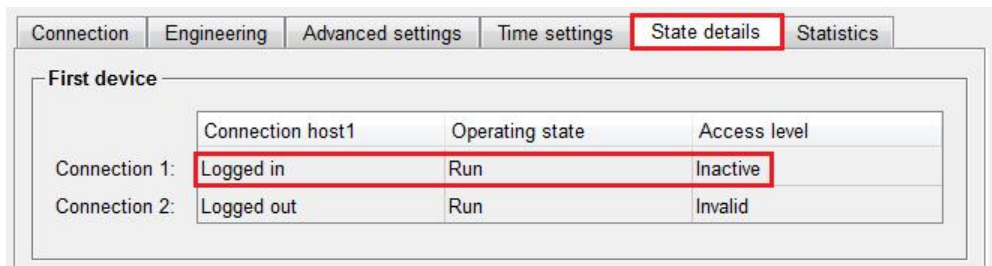 Connection Engineering Advanced settings Time settings State details Statistics
First device
Connection host1 Operating state Access level
Connection 1: Logged in Run Inactive
Connection 2: Logged out Run Invalid